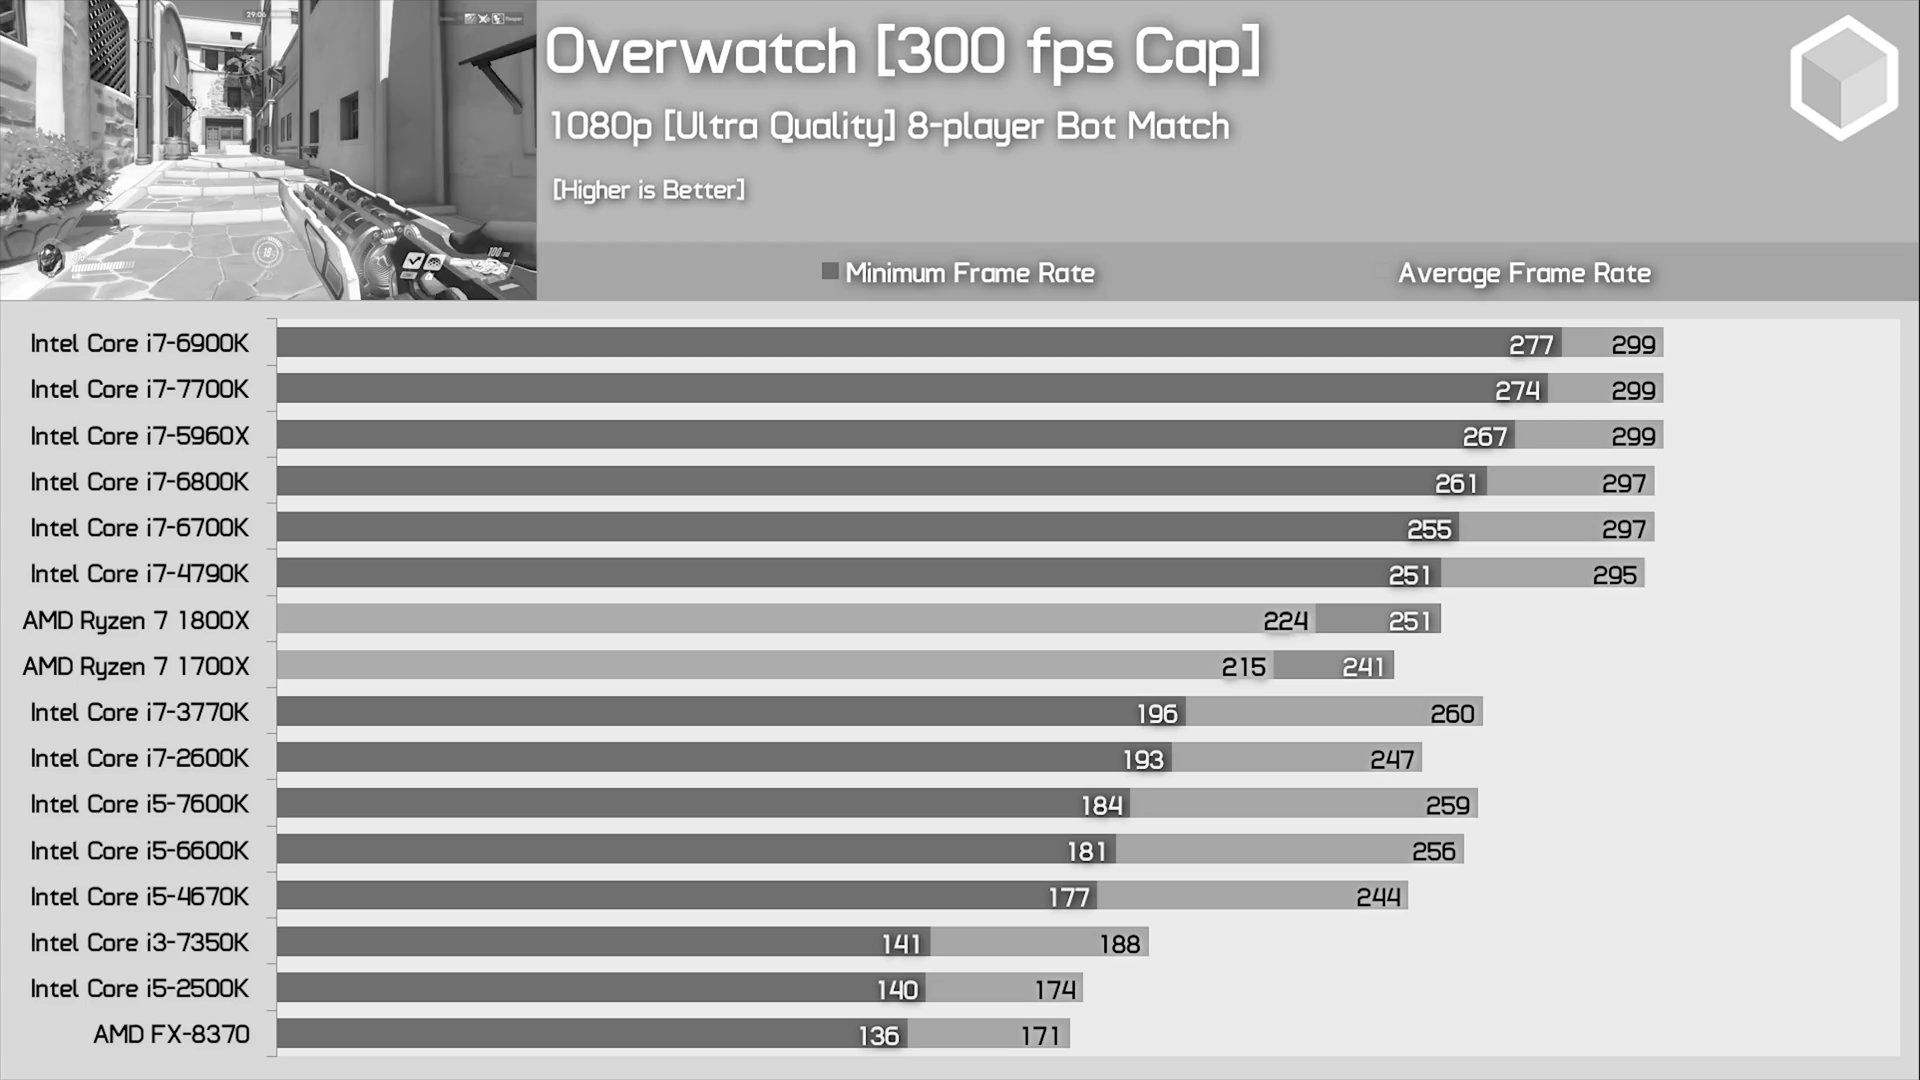 29:06
Overwatch [300 fps Cap]
1080p [Ultra Quality] 8-player Bot Match
[Higher is Better]
18
100
Minimum Frame Rate
Average Frame Rate
Intel Core i7-6900K 277 299
Intel Core i7-7700K 274 299
Intel Core i7-5960X 267 299
Intel Core i7-6800K 261 297
Intel Core i7-6700K 255 297
Intel Core i7-4790K 251 295
AMD Ryzen 7 1800X 224 251
AMD Ryzen 7 1700X 215 241
Intel Core i7-3770K 196 260
Intel Core i7-2600K 193 247
Intel Core i5-7600K 184 259
Intel Core i5-6600K 181 256
Intel Core i5-4670K 177 244
Intel Core i3-7350K 141 188
Intel Core i5-2500K 140 174
AMD FX-8370 136 171